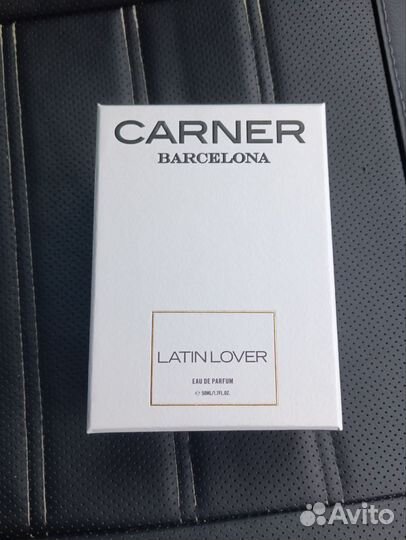 CARNER
BARCELONA
LATIN LOVER
EAU DE PARFUM
℮ 50ML/1.7FL.OZ.
Avito